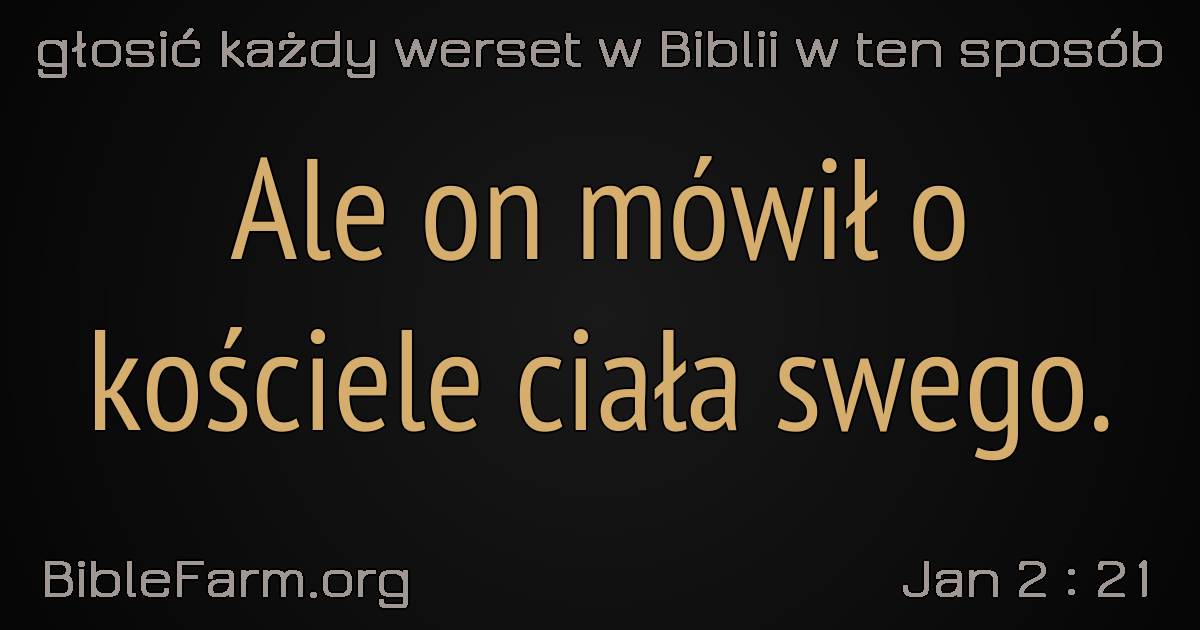 głosić każdy werset w Biblii w ten sposób
Ale on mówił o
kościele ciała swego.
BibleFarm.org
Jan 2 : 21